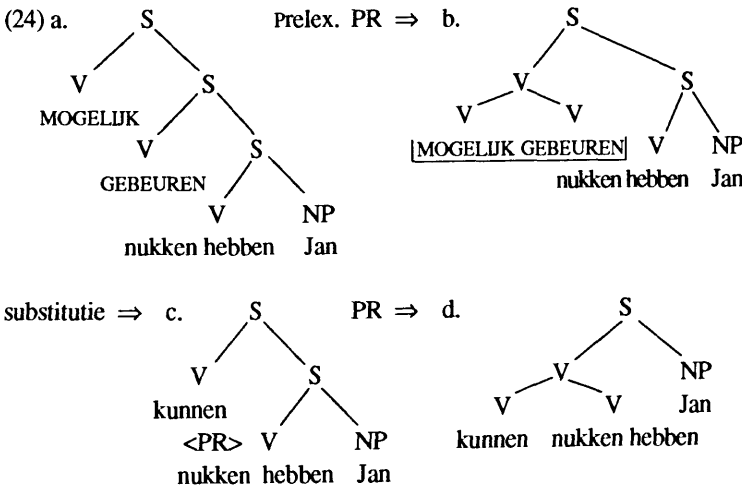 (24) a. S Prelex. PR ⇒ b. S
V S V S
MOGELIJK V V
V S MOGELIJK GEBEUREN V NP
GEBEUREN nukken hebben Jan
V NP
nukken hebben Jan
substitutie ⇒ c. S PR ⇒ d. S
V S V NP
kunnen V V Jan
<PR> V NP kunnen nukken hebben
nukken hebben Jan